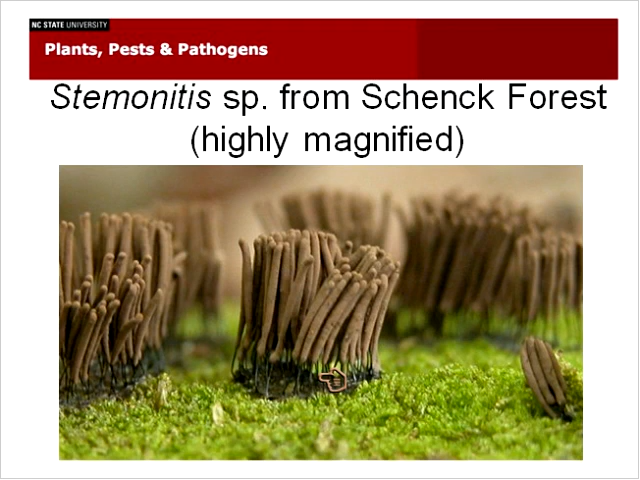 NC STATE UNIVERSITY
Plants, Pests & Pathogens
Stemonitis sp. from Schenck Forest
(highly magnified)